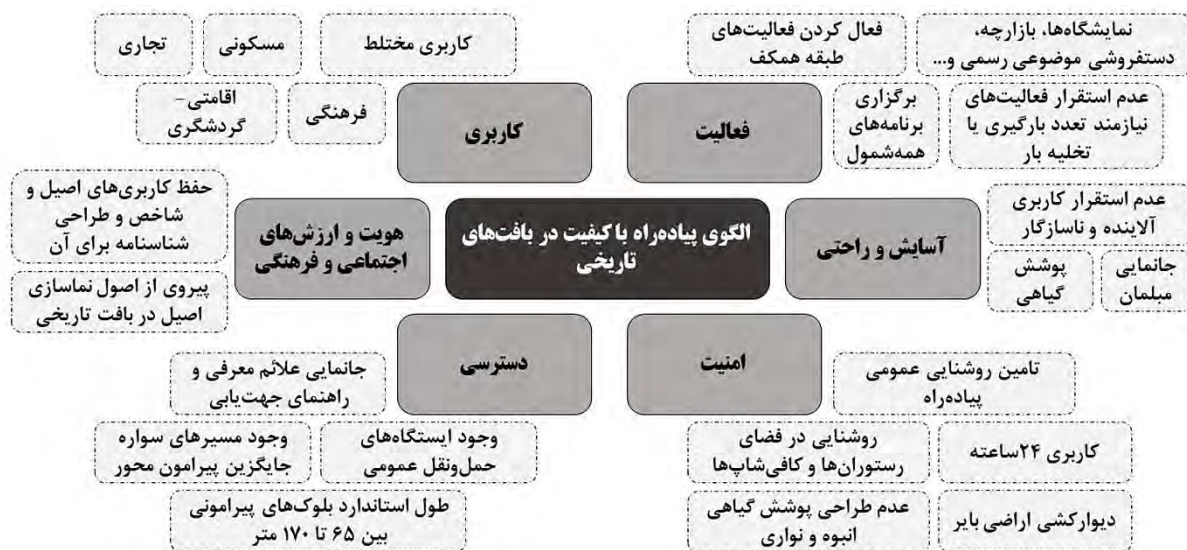 نمایشگاه‌ها، بازارچه،
دستفروشی موضوعی رسمی و...
فعال کردن فعالیت‌های
طبقه همکف
کاربری مختلط
مسکونی
تجاری
عدم استقرار فعالیت‌های
نیازمند تعدد بارگیری یا
تخلیه بار
برگزاری
برنامه‌های
همه‌شمول
فعالیت
کاربری
فرهنگی
اقامتی-
گردشگری
عدم استقرار کاربری
آلاینده و ناسازگار
جانمایی
مبلمان
پوشش
گیاهی
آسایش و راحتی
الگوی پیاده‌راه با کیفیت در بافت‌های
تاریخی
هویت و ارزش‌های
اجتماعی و فرهنگی
حفظ کاربری‌های اصیل و
شاخص و طراحی
شناسنامه برای آن
پیروی از اصول نماسازی
اصیل در بافت تاریخی
امنیت
دسترسی
تامین روشنایی عمومی
پیاده‌راه
کاربری ۲۴ساعته
روشنایی در فضای
رستوران‌ها و کافی‌شاپ‌ها
دیوارکشی اراضی بایر
عدم طراحی پوشش گیاهی
انبوه و نواری
جانمایی علائم معرفی و
راهنمای جهت‌یابی
وجود ایستگاه‌های
حمل‌ونقل عمومی
وجود مسیرهای سواره
جایگزین پیرامون محور
طول استاندارد بلوک‌های پیرامونی
بین ۶۵ تا ۱۷۰ متر